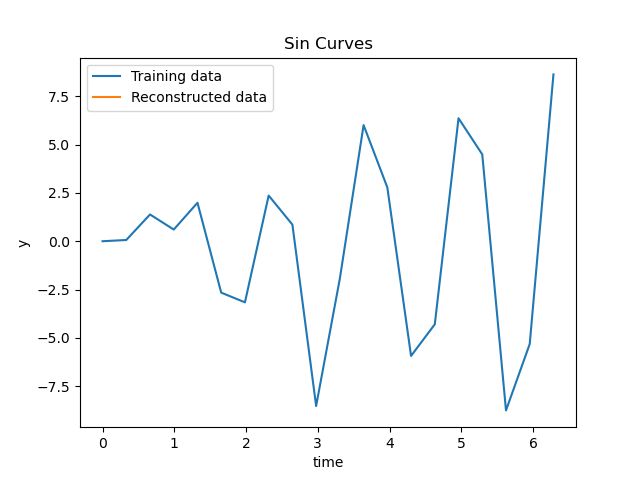 Sin Curves
Training data
Reconstructed data
7.5
5.0
2.5
0.0
−2.5
−5.0
−7.5
y
0 1 2 3 4 5 6
time